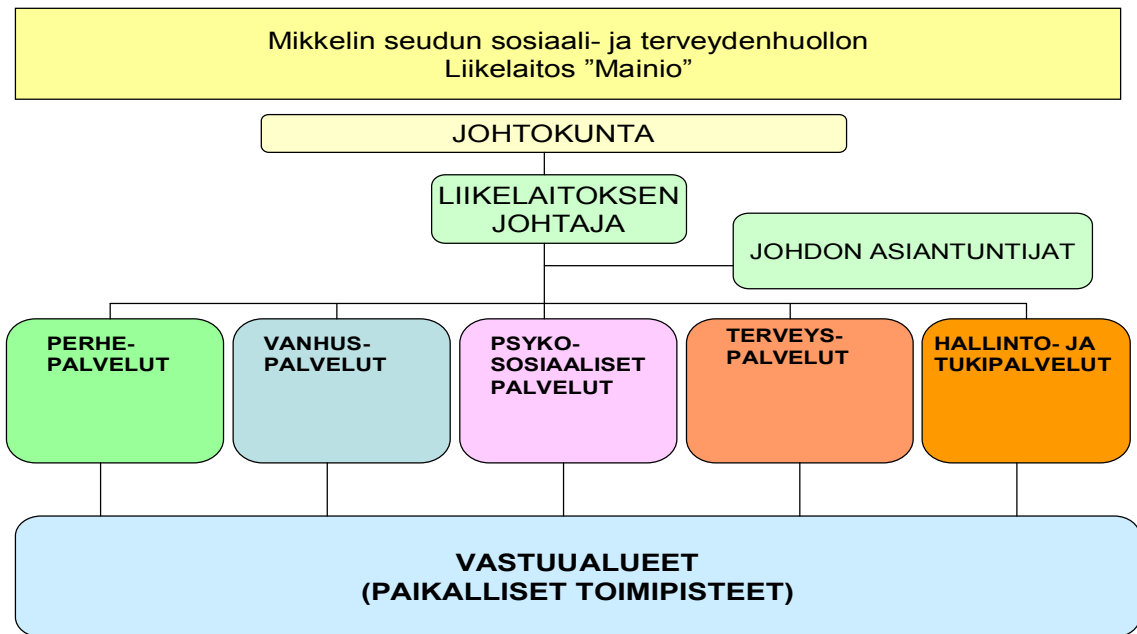 Mikkelin seudun sosiaali- ja terveydenhuollon
Liikelaitos ”Mainio”
JOHTOKUNTA
LIIKELAITOKSEN
JOHTAJA
JOHDON ASIANTUNTIJAT
PERHE-
PALVELUT
VANHUS-
PALVELUT
PSYKO-
SOSIAALISET
PALVELUT
TERVEYS-
PALVELUT
HALLINTO- JA
TUKIPALVELUT
VASTUUALUEET
(PAIKALLISET TOIMIPISTEET)